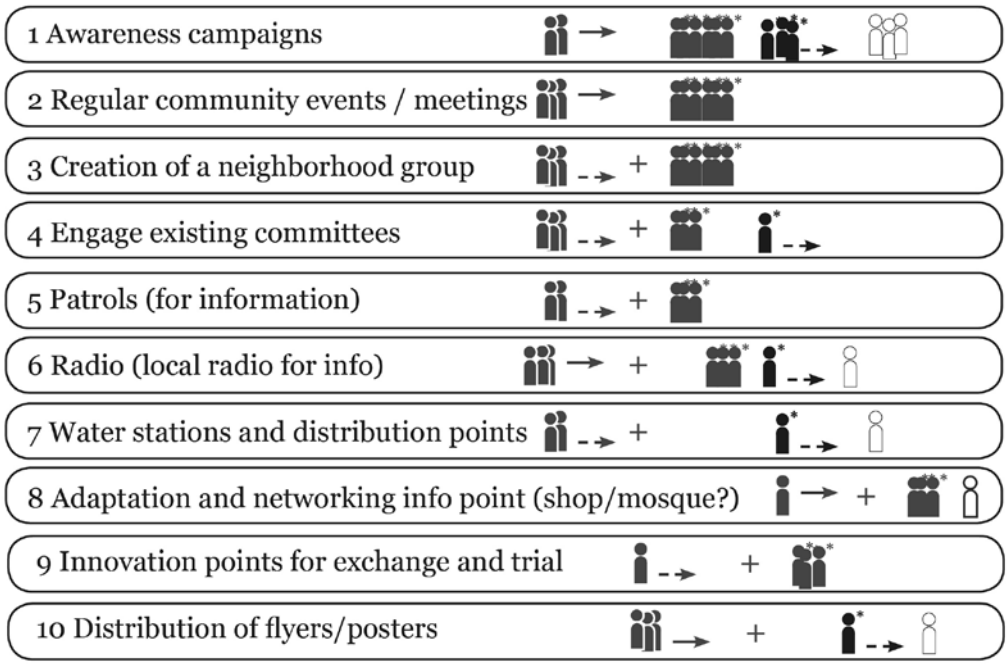 1 Awareness campaigns
2 Regular community events / meetings
3 Creation of a neighborhood group +
4 Engage existing committees +
5 Patrols (for information) +
6 Radio (local radio for info) +
7 Water stations and distribution points +
8 Adaptation and networking info point (shop/mosque?) +
9 Innovation points for exchange and trial +
10 Distribution of flyers/posters +